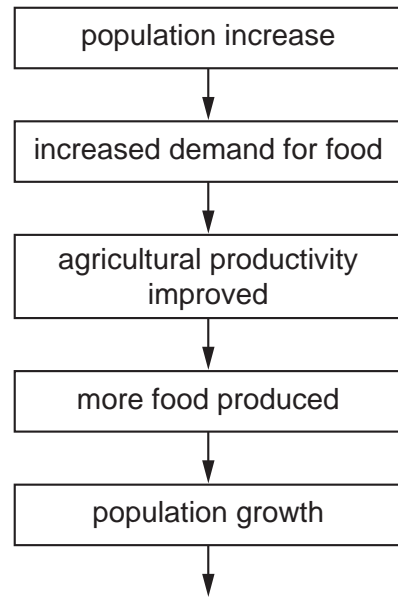 population increase
increased demand for food
agricultural productivity
improved
more food produced
population growth